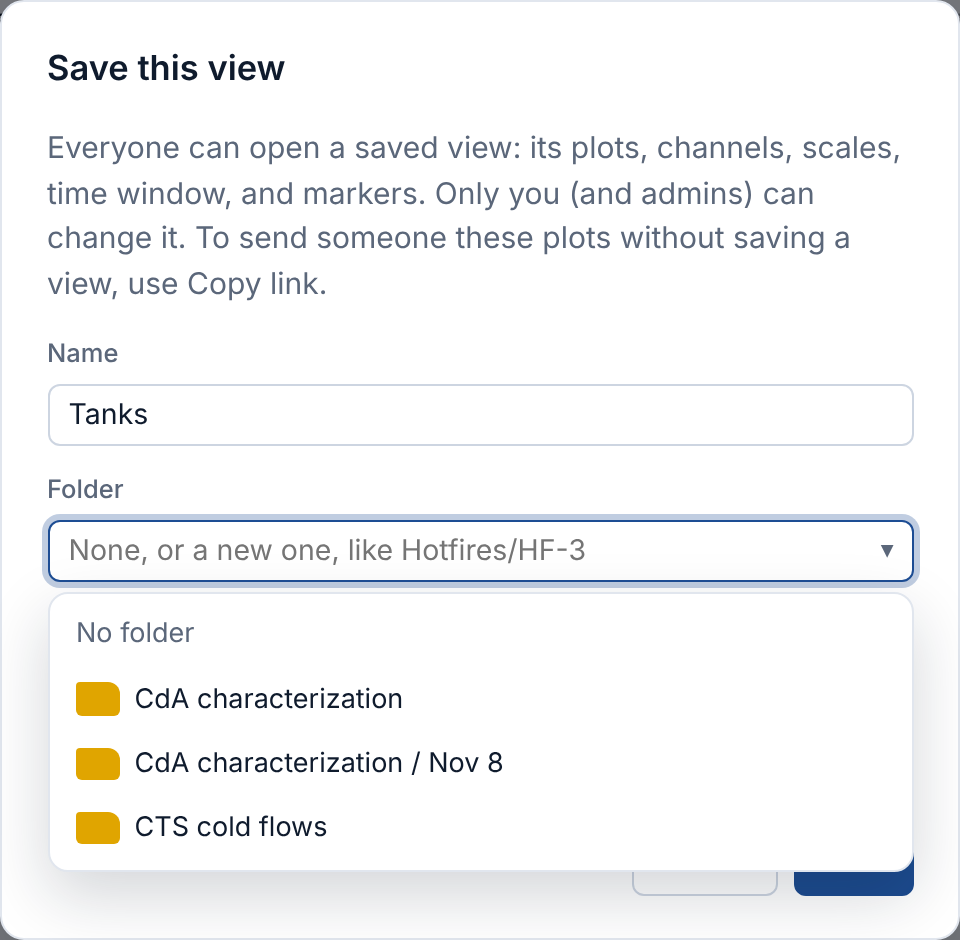 Save this view
Everyone can open a saved view: its plots, channels, scales,
time window, and markers. Only you (and admins) can
change it. To send someone these plots without saving a
view, use Copy link.
Name
Tanks
Folder
None, or a new one, like Hotfires/HF-3
No folder
CdA characterization
CdA characterization / Nov 8
CTS cold flows